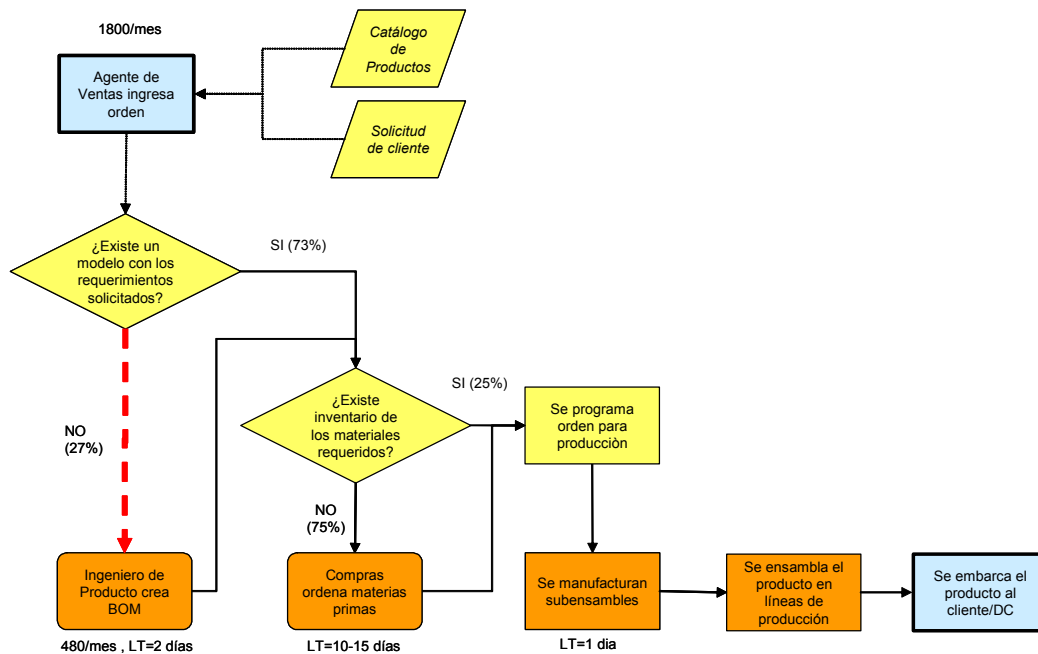 1800/mes
Catálogo
de
Productos
Agente de
Ventas ingresa
orden
Solicitud
de cliente
¿Existe un
modelo con los
requerimientos
solicitados?
SI (73%)
NO
(27%)
¿Existe
inventario de
los materiales
requeridos?
SI (25%)
Se programa
orden para
producciòn
NO
(75%)
Ingeniero de
Producto crea
BOM
480/mes , LT=2 días
Compras
ordena materias
primas
LT=10-15 días
Se manufacturan
subensambles
LT=1 dia
Se ensambla el
producto en
líneas de
producción
Se embarca el
producto al
cliente/DC